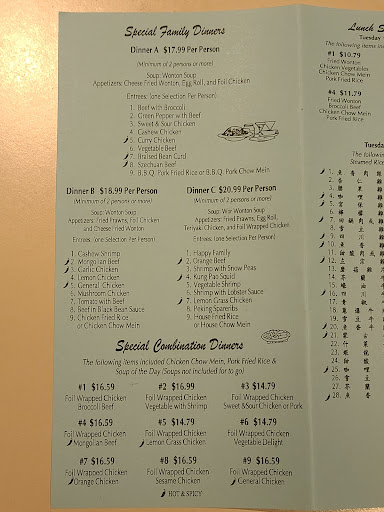 Special Family Dinners
Dinner A $17.99 Per Person
(Minimum of 2 persons or more)
Soup: Wonton Soup
Appetizers: Cheese Fried Wonton, Egg Roll, and Foil Chicken
Entrées: (one Selection Per Person)
1. Beef with Broccoli
2. Green Pepper with Beef
3. Sweet & Sour Chicken
4. Cashew Chicken
5. Curry Chicken
6. Vegetable Beef
7. Braised Bean Curd
8. Szechuan Beef
9. B.B.Q. Pork Fried Rice or B.B.Q. Pork Chow Mein
Dinner B $18.99 Per Person
(Minimum of 2 persons or more)
Soup: Wonton Soup
Appetizers: Fried Prawns, Foil Chicken
and Cheese Fried Wonton
Entrées: (one Selection Per Person)
1. Cashew Shrimp
2. Mongolian Beef
3. Garlic Chicken
4. Lemon Chicken
5. General Chicken
6. Mushroom Chicken
7. Tomato with Beef
8. Beef in Black Bean Sauce
9. Chicken Fried Rice
or Chicken Chow Mein
Dinner C $20.99 Per Person
(Minimum of 2 persons or more)
Soup: Wor Wonton Soup
Appetizers: Fried Prawns, Egg Roll,
Teriyaki Chicken, and Foil Wrapped Chicken
Entrées: (one Selection Per Person)
1. Happy Family
2. Orange Beef
3. Shrimp with Snow Peas
4. Kung Pao Squid
5. Vegetable Shrimp
6. Shrimp with Lobster Sauce
7. Lemon Grass Chicken
8. Peking Spareribs
9. House Fried Rice
or House Chow Mein
Special Combination Dinners
The following items included Chicken Chow Mein, Pork Fried Rice &
Soup of the Day (Soups not included for to go)
#1 $16.59
Foil Wrapped Chicken
Broccoli Beef
#2 $16.99
Foil Wrapped Chicken
Vegetable with Shrimp
#3 $14.79
Foil Wrapped Chicken
Sweet & Sour Chicken or Pork
#4 $16.59
Foil Wrapped Chicken
Mongolian Beef
#5 $14.79
Foil Wrapped Chicken
Lemon Grass Chicken
#6 $14.79
Foil Wrapped Chicken
Vegetable Delight
#7 $16.59
Foil Wrapped Chicken
Orange Chicken
#8 $16.59
Foil Wrapped Chicken
Sesame Chicken
#9 $16.59
Foil Wrapped Chicken
General Chicken
HOT & SPICY
Lunch S
Tuesday
The following items in
#1 $10.79
Fried Wonton
Chicken Vegetables
Chicken Chow Mein
Pork Fried Rice
#4 $11.79
Fried Wonton
Broccoli Beef
Chicken Chow Mein
Pork Fried Rice
Tuesda
The followin
Steamed Rice